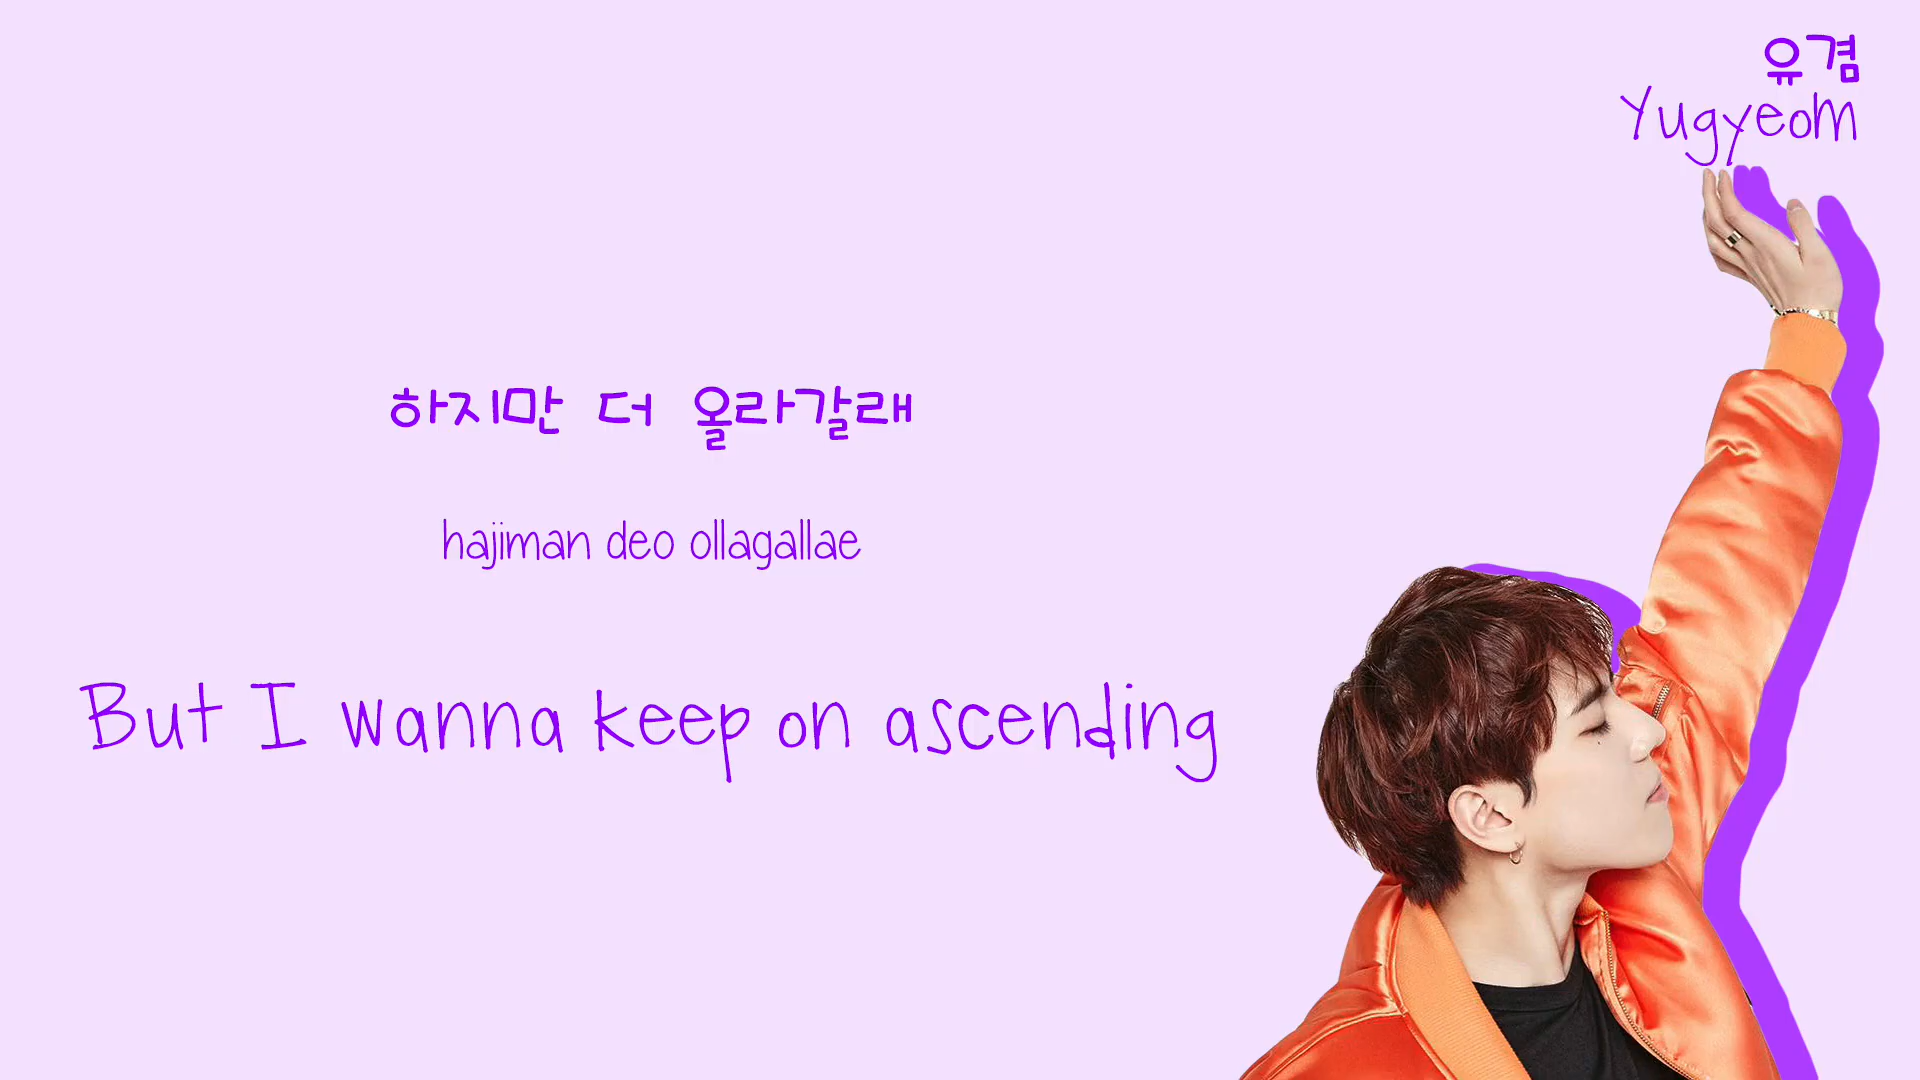 유겸
Yugyeom
하지만 더 올라갈래
hajiman deo ollagallae
But I wanna keep on ascending